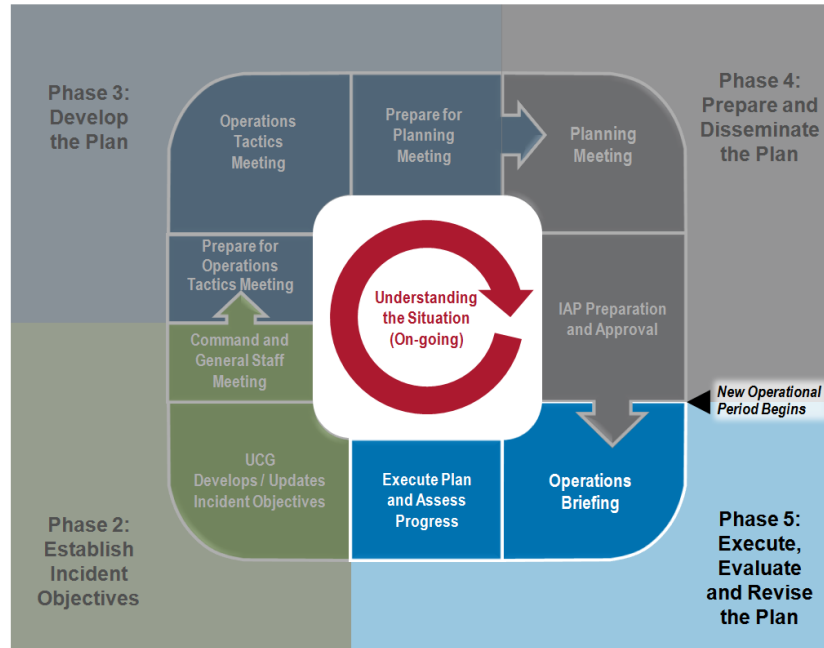 Phase 3:
Develop
the Plan
Operations
Tactics
Meeting
Prepare for
Planning
Meeting
Planning
Meeting
Phase 4:
Prepare and
Disseminate
the Plan
Prepare for
Operations
Tactics Meeting
Understanding
the Situation
(On-going)
IAP Preparation
and Approval
Command and
General Staff
Meeting
New Operational
Period Begins
UCG
Develops / Updates
Incident Objectives
Execute Plan
and Assess
Progress
Operations
Briefing
Phase 2:
Establish
Incident
Objectives
Phase 5:
Execute,
Evaluate
and Revise
the Plan